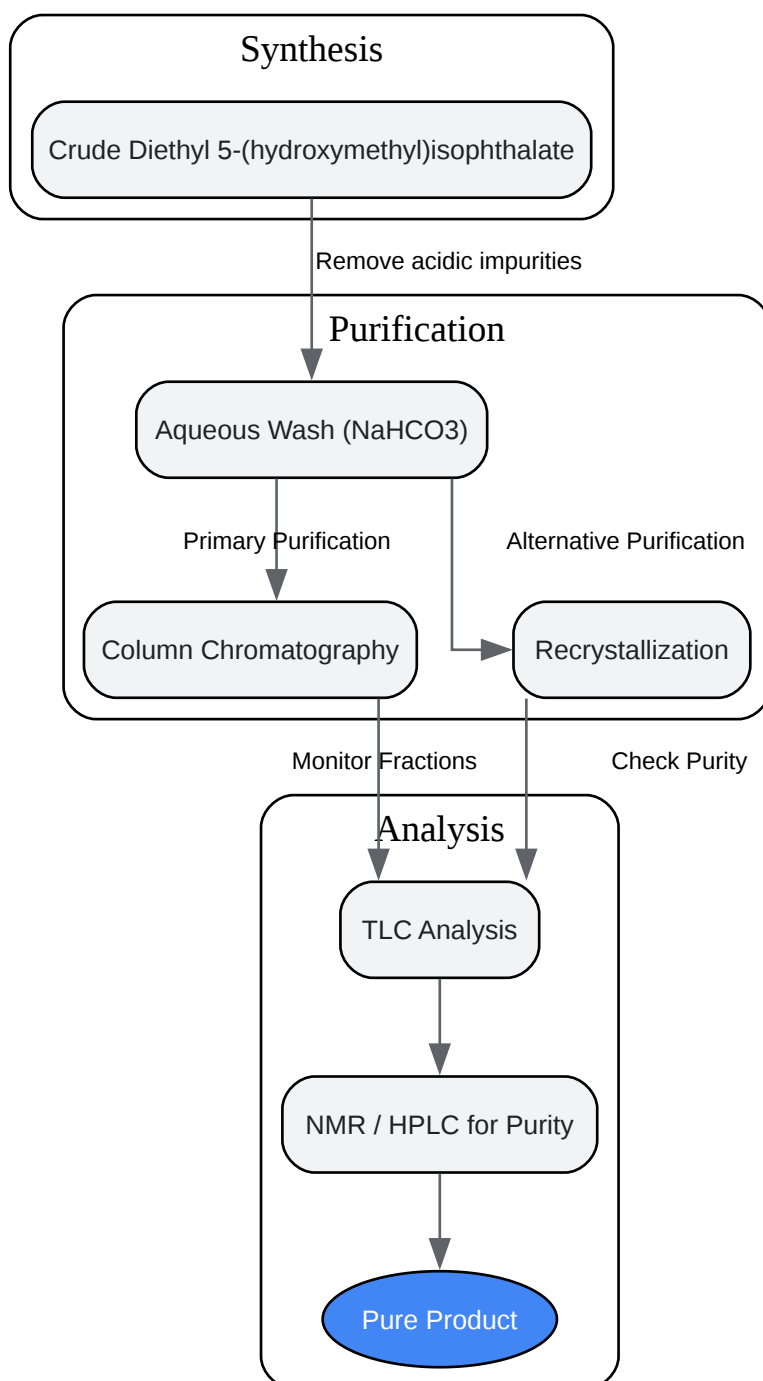 Synthesis
Crude Diethyl 5-(hydroxymethyl)isophthalate
Remove acidic impurities
Purification
Aqueous Wash (NaHCO3)
Primary Purification
Alternative Purification
Column Chromatography
Recrystallization
Monitor Fractions
Check Purity
Analysis
TLC Analysis
NMR / HPLC for Purity
Pure Product